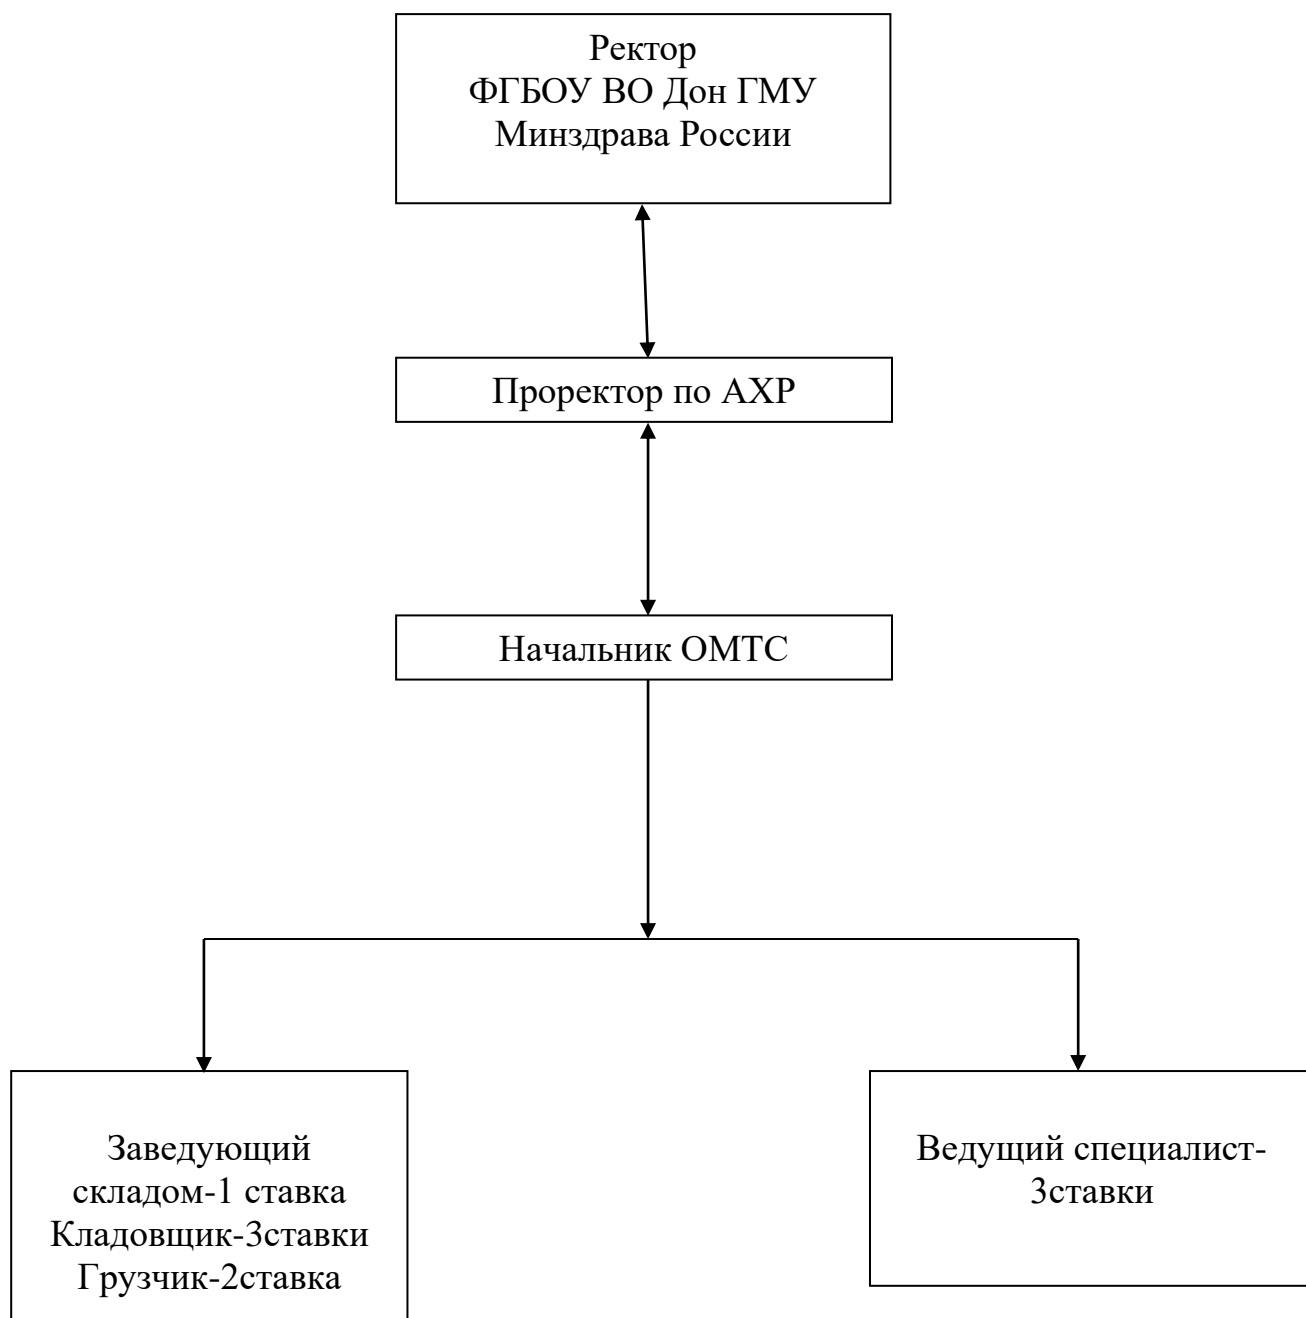 Ректор
ФГБОУ ВО Дон ГМУ
Минздрава России
Проректор по АХР
Начальник ОМТС
Заведующий
складом-1 ставка
Кладовщик-3ставки
Грузчик-2ставка
Ведущий специалист-
3ставки